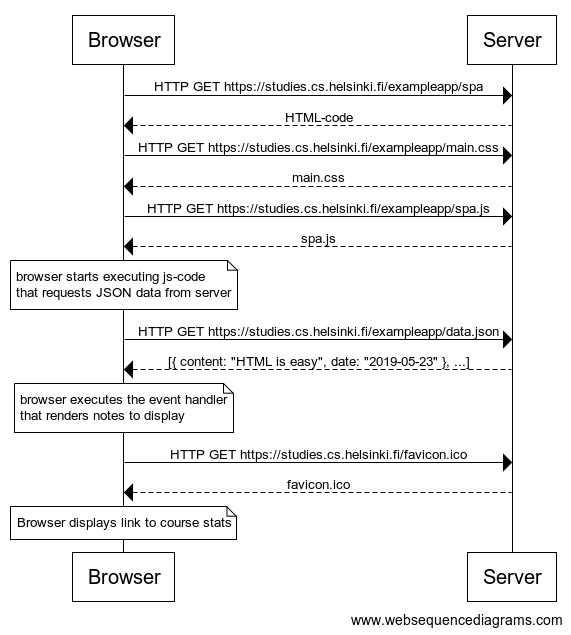 Browser
Server
HTTP GET https://studies.cs.helsinki.fi/exampleapp/spa
HTML-code
HTTP GET https://studies.cs.helsinki.fi/exampleapp/main.css
main.css
HTTP GET https://studies.cs.helsinki.fi/exampleapp/spa.js
spa.js
browser starts executing js-code
that requests JSON data from server
HTTP GET https://studies.cs.helsinki.fi/exampleapp/data.json
[{ content: "HTML is easy", date: "2019-05-23" }, ...]
browser executes the event handler
that renders notes to display
HTTP GET https://studies.cs.helsinki.fi/favicon.ico
favicon.ico
Browser displays link to course stats
Browser
Server
www.websequencediagrams.com